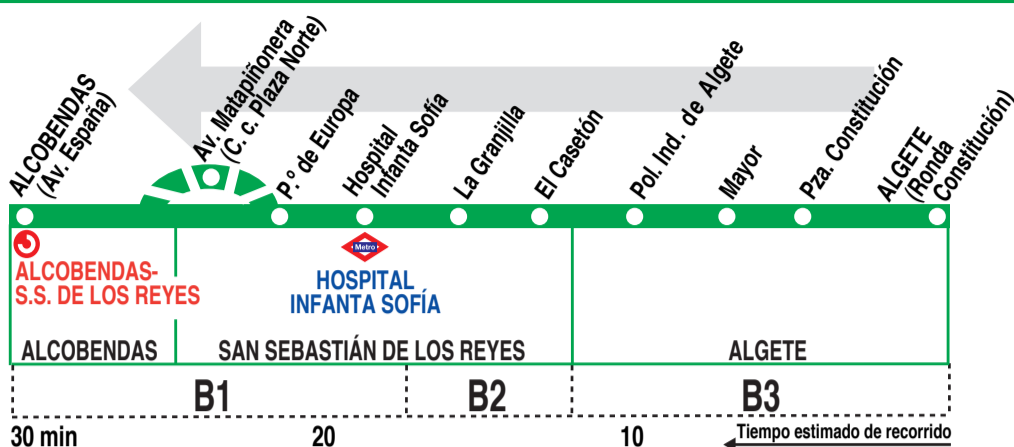 ALCOBENDAS
(Av. España)
Av. Matapiñonera
(C. c. Plaza Norte)
P.º de Europa
Hospital
Infanta Sofía
La Granjilla
El Casetón
Pol. Ind. de Algete
Mayor
Pza. Constitución
ALGETE
(Ronda
Constitución)
ALCOBENDAS-
S.S. DE LOS REYES
Metro
HOSPITAL
INFANTA SOFÍA
ALCOBENDAS
SAN SEBASTIÁN DE LOS REYES
ALGETE
B1
B2
B3
30 min
20
10
Tiempo estimado de recorrido